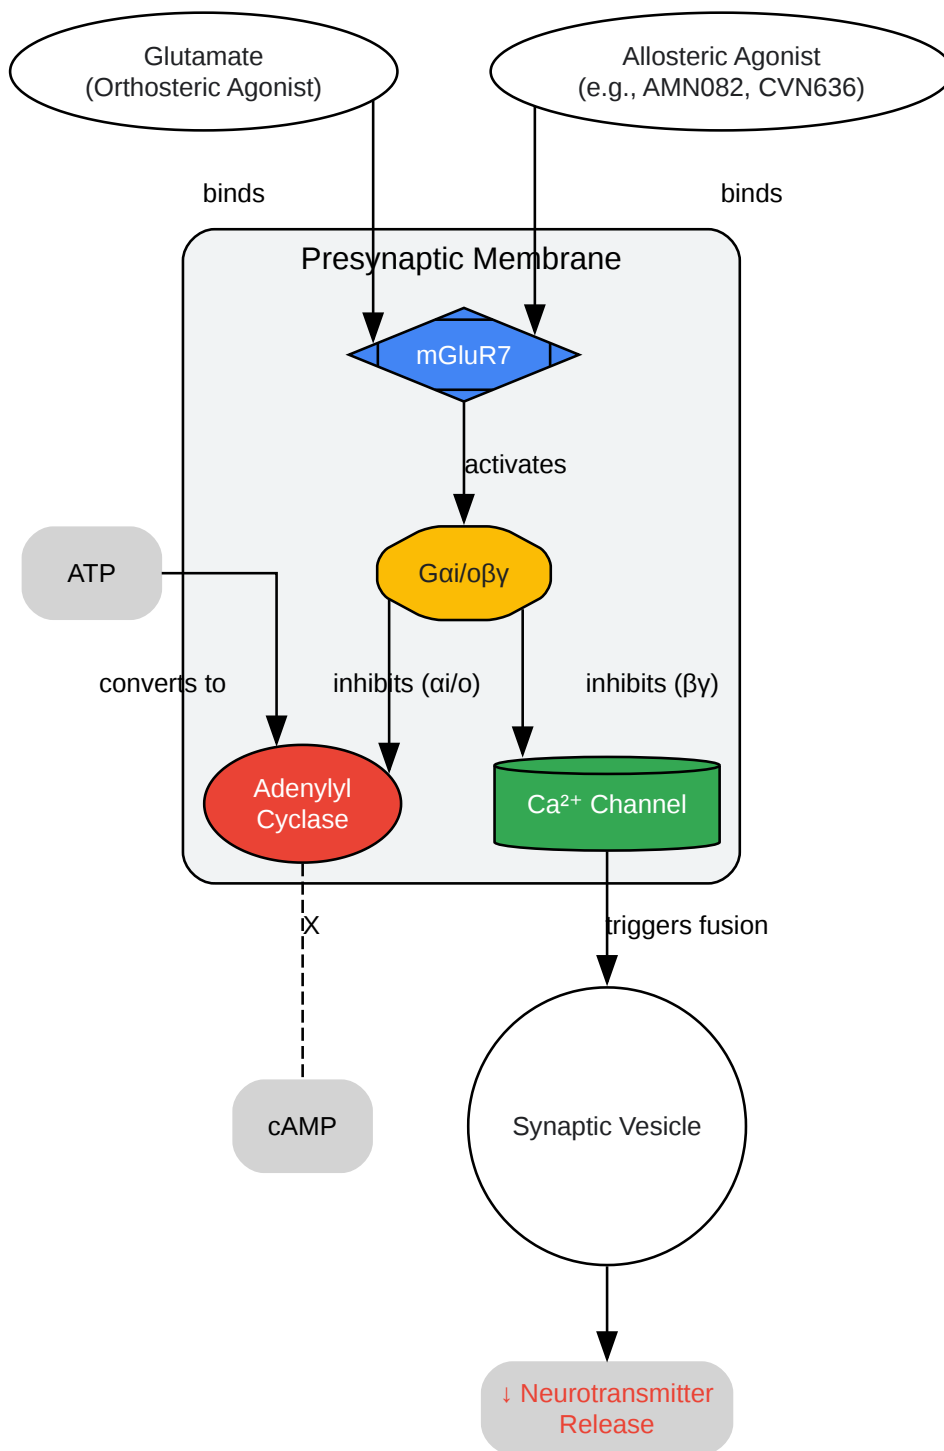 Glutamate
(Orthosteric Agonist)
Allosteric Agonist
(e.g., AMN082, CVN636)
binds
binds
Presynaptic Membrane
mGluR7
activates
ATP
Gαi/oβγ
converts to
inhibits (αi/o)
inhibits (βγ)
Adenylyl
Cyclase
Ca²⁺ Channel
X
triggers fusion
cAMP
Synaptic Vesicle
↓ Neurotransmitter
Release